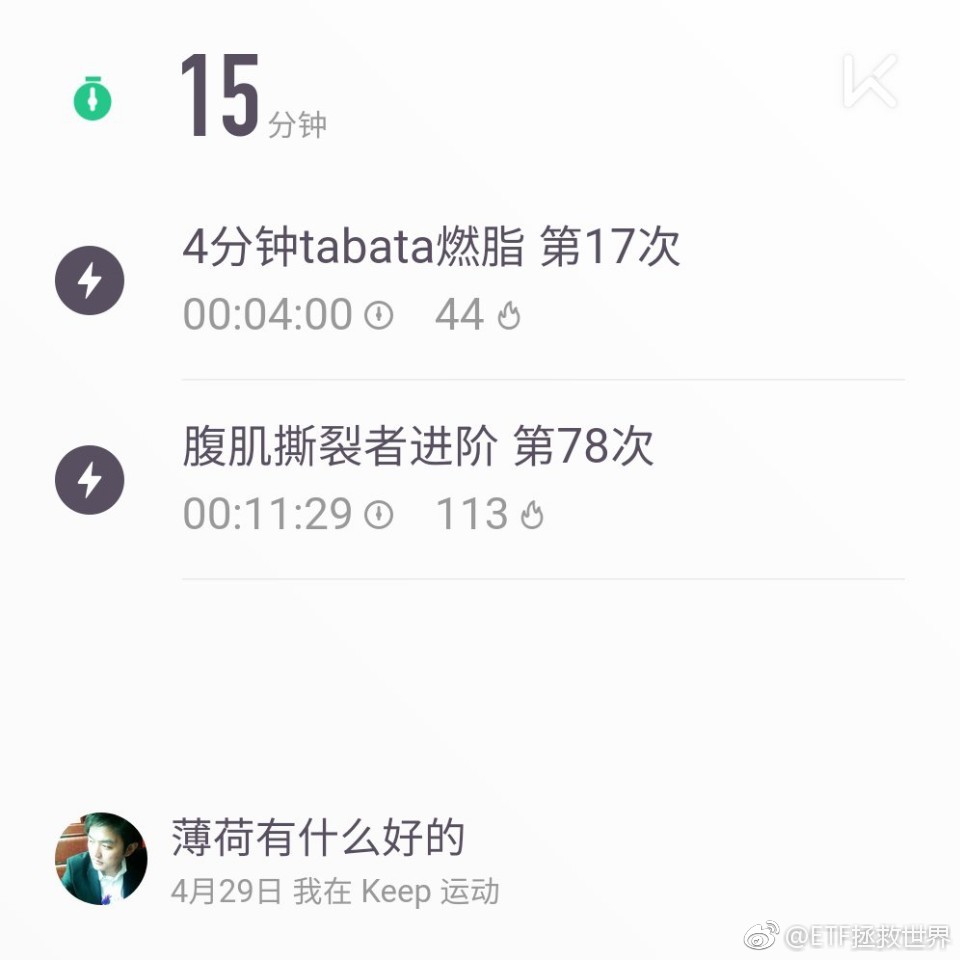 15 分钟
4分钟tabata燃脂 第17次
00:04:00 44
腹肌撕裂者进阶 第78次
00:11:29 113
薄荷有什么好的
4月29日 我在 Keep 运动
@ETF拯救世界